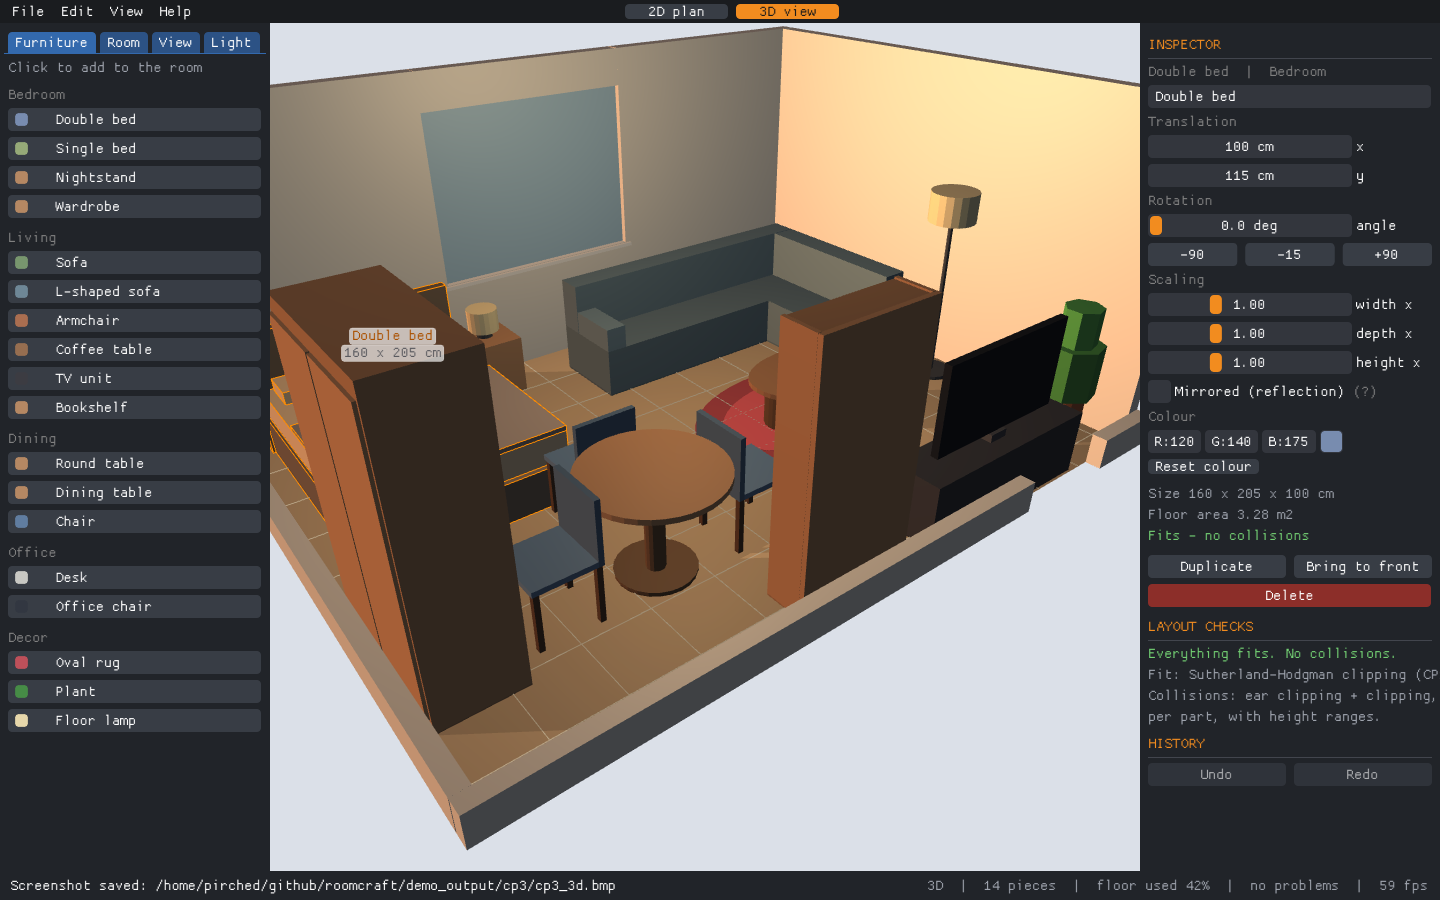 File Edit View Help
2D plan 3D view
Furniture Room View Light
Click to add to the room
Bedroom
Double bed
Single bed
Nightstand
Wardrobe
Living
Sofa
L-shaped sofa
Armchair
Coffee table
TV unit
Bookshelf
Dining
Round table
Dining table
Chair
Office
Desk
Office chair
Decor
Oval rug
Plant
Floor lamp
Double bed
160 x 205 cm
INSPECTOR
Double bed | Bedroom
Double bed
Translation
100 cm x
115 cm y
Rotation
0.0 deg angle
-90 -15 +90
Scaling
1.00 width x
1.00 depth x
1.00 height x
Mirrored (reflection) (?)
Colour
R:120 G:140 B:175
Reset colour
Size 160 x 205 x 100 cm
Floor area 3.28 m2
Fits - no collisions
Duplicate Bring to front
Delete
LAYOUT CHECKS
Everything fits. No collisions.
Fit: Sutherland-Hodgman clipping (CP
Collisions: ear clipping + clipping,
per part, with height ranges.
HISTORY
Undo Redo
Screenshot saved: /home/pirched/github/roomcraft/demo_output/cp3/cp3_3d.bmp
3D | 14 pieces | floor used 42% | no problems | 59 fps